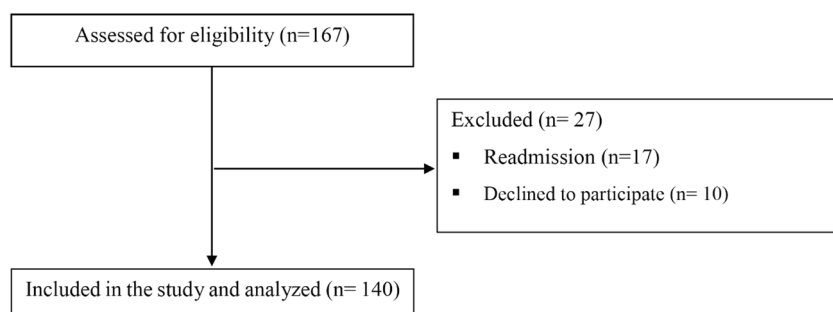 Assessed for eligibility (n=167)
Excluded (n= 27)
▪ Readmission (n=17)
▪ Declined to participate (n= 10)
Included in the study and analyzed (n= 140)